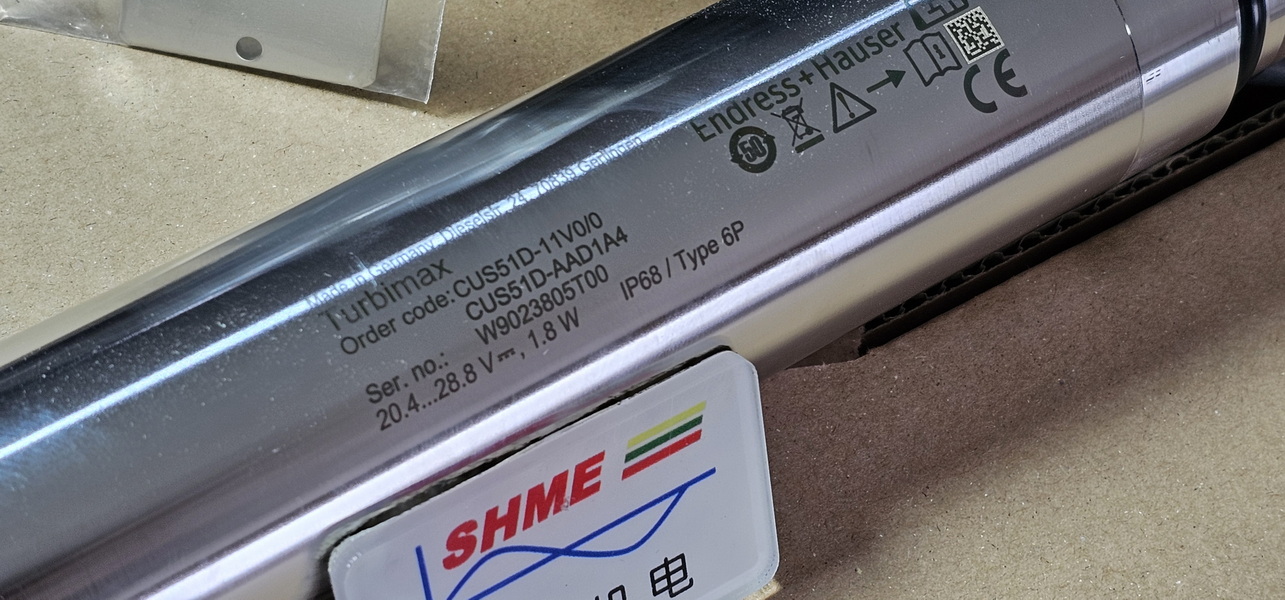 Endress+Hauser
50
CE
Made in Germany, Dieselstr. 24, 70839 Gerlingen
Turbimax
Order code: CUS51D-11V0/0
CUS51D-AAD1A4
Ser. no.: W9023805T00
20.4...28.8 V⎓, 1.8 W
IP68 / Type 6P
SHME
电